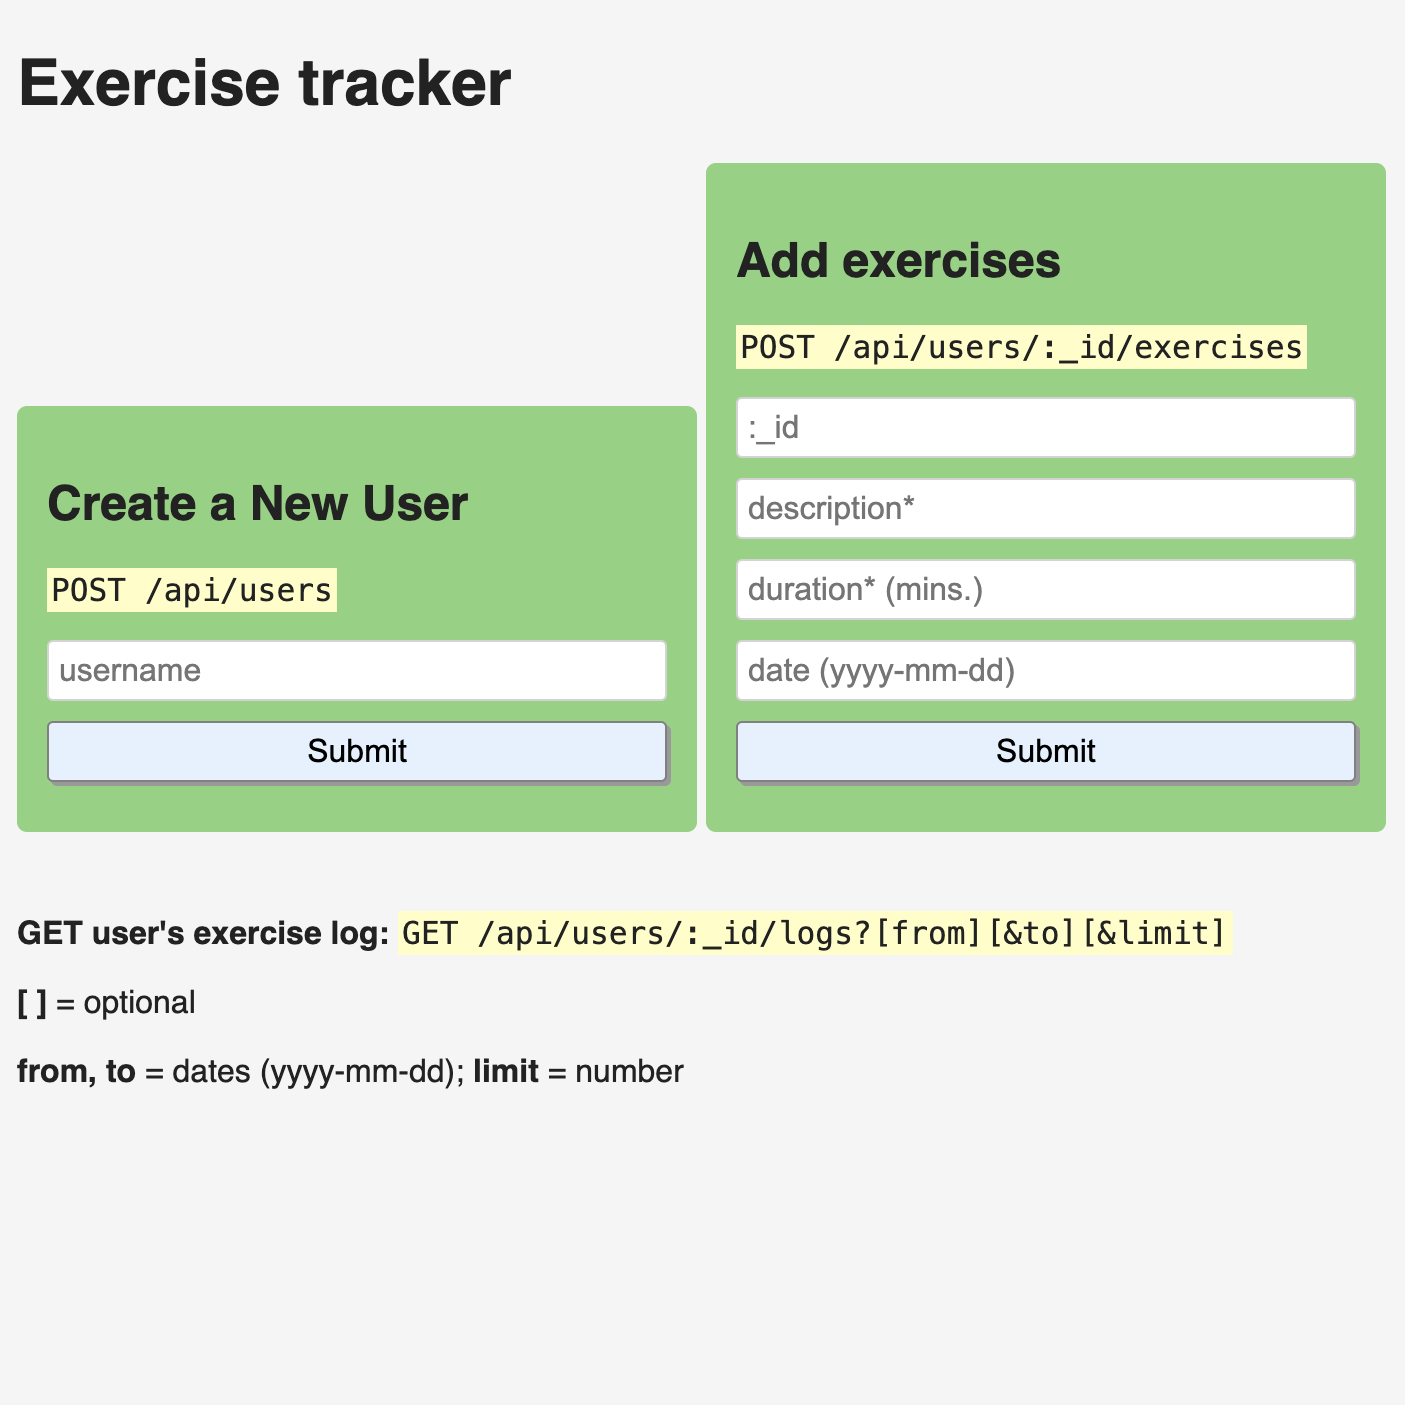 Exercise tracker
Create a New User
POST /api/users
username
Submit
Add exercises
POST /api/users/:_id/exercises
:_id
description*
duration* (mins.)
date (yyyy-mm-dd)
Submit
GET user's exercise log: GET /api/users/:_id/logs?[from][&to][&limit]
[ ] = optional
from, to = dates (yyyy-mm-dd); limit = number